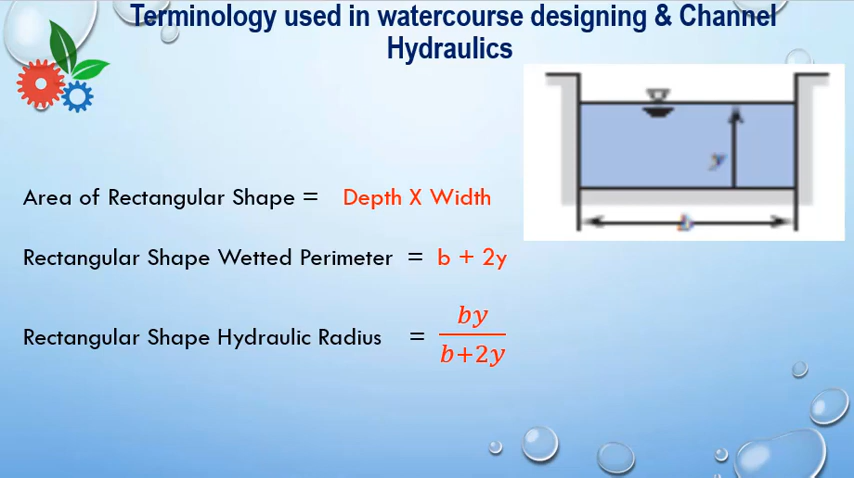 Terminology used in watercourse designing & Channel
Hydraulics
Area of Rectangular Shape = Depth X Width
Rectangular Shape Wetted Perimeter = b + 2y
Rectangular Shape Hydraulic Radius = by
b+2y
y
b